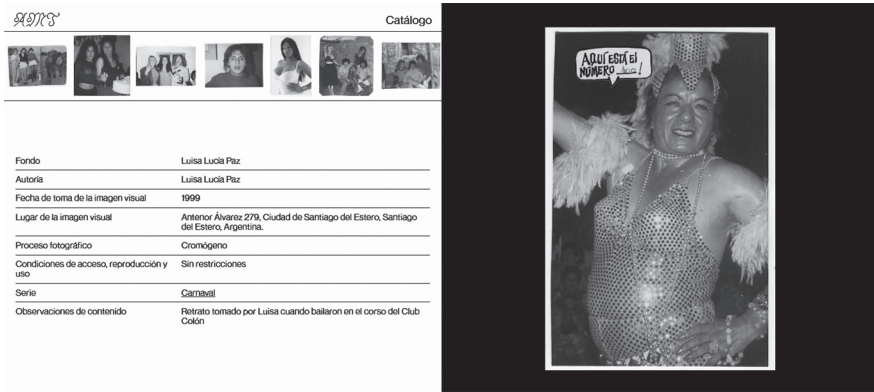 AMT
Catálogo
Fondo
Luisa Lucía Paz
Autoría
Luisa Lucía Paz
Fecha de toma de la imagen visual
1999
Lugar de la imagen visual
Antenor Álvarez 279, Ciudad de Santiago del Estero, Santiago
del Estero, Argentina.
Proceso fotográfico
Cromógeno
Condiciones de acceso, reproducción y
uso
Sin restricciones
Serie
Carnaval
Observaciones de contenido
Retrato tomado por Luisa cuando bailaron en el corso del Club
Colón
AQUÍ ESTÁ El
NÚMERO !